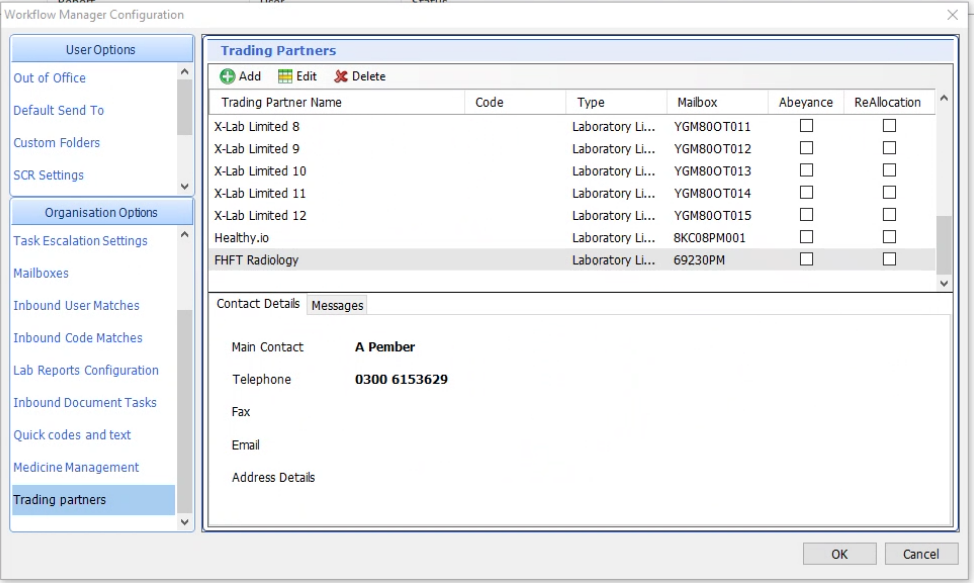 Report User Status
Workflow Manager Configuration
User Options
Out of Office
Default Send To
Custom Folders
SCR Settings
Organisation Options
Task Escalation Settings
Mailboxes
Inbound User Matches
Inbound Code Matches
Lab Reports Configuration
Inbound Document Tasks
Quick codes and text
Medicine Management
Trading partners
Trading Partners
Add Edit Delete
Trading Partner Name Code Type Mailbox Abeyance ReAllocation
X-Lab Limited 8 Laboratory Li... YGM80OT011
X-Lab Limited 9 Laboratory Li... YGM80OT012
X-Lab Limited 10 Laboratory Li... YGM80OT013
X-Lab Limited 11 Laboratory Li... YGM80OT014
X-Lab Limited 12 Laboratory Li... YGM80OT015
Healthy.io Laboratory Li... 8KC08PM001
FHFT Radiology Laboratory Li... 69230PM
Contact Details Messages
Main Contact A Pember
Telephone 0300 6153629
Fax
Email
Address Details
OK Cancel